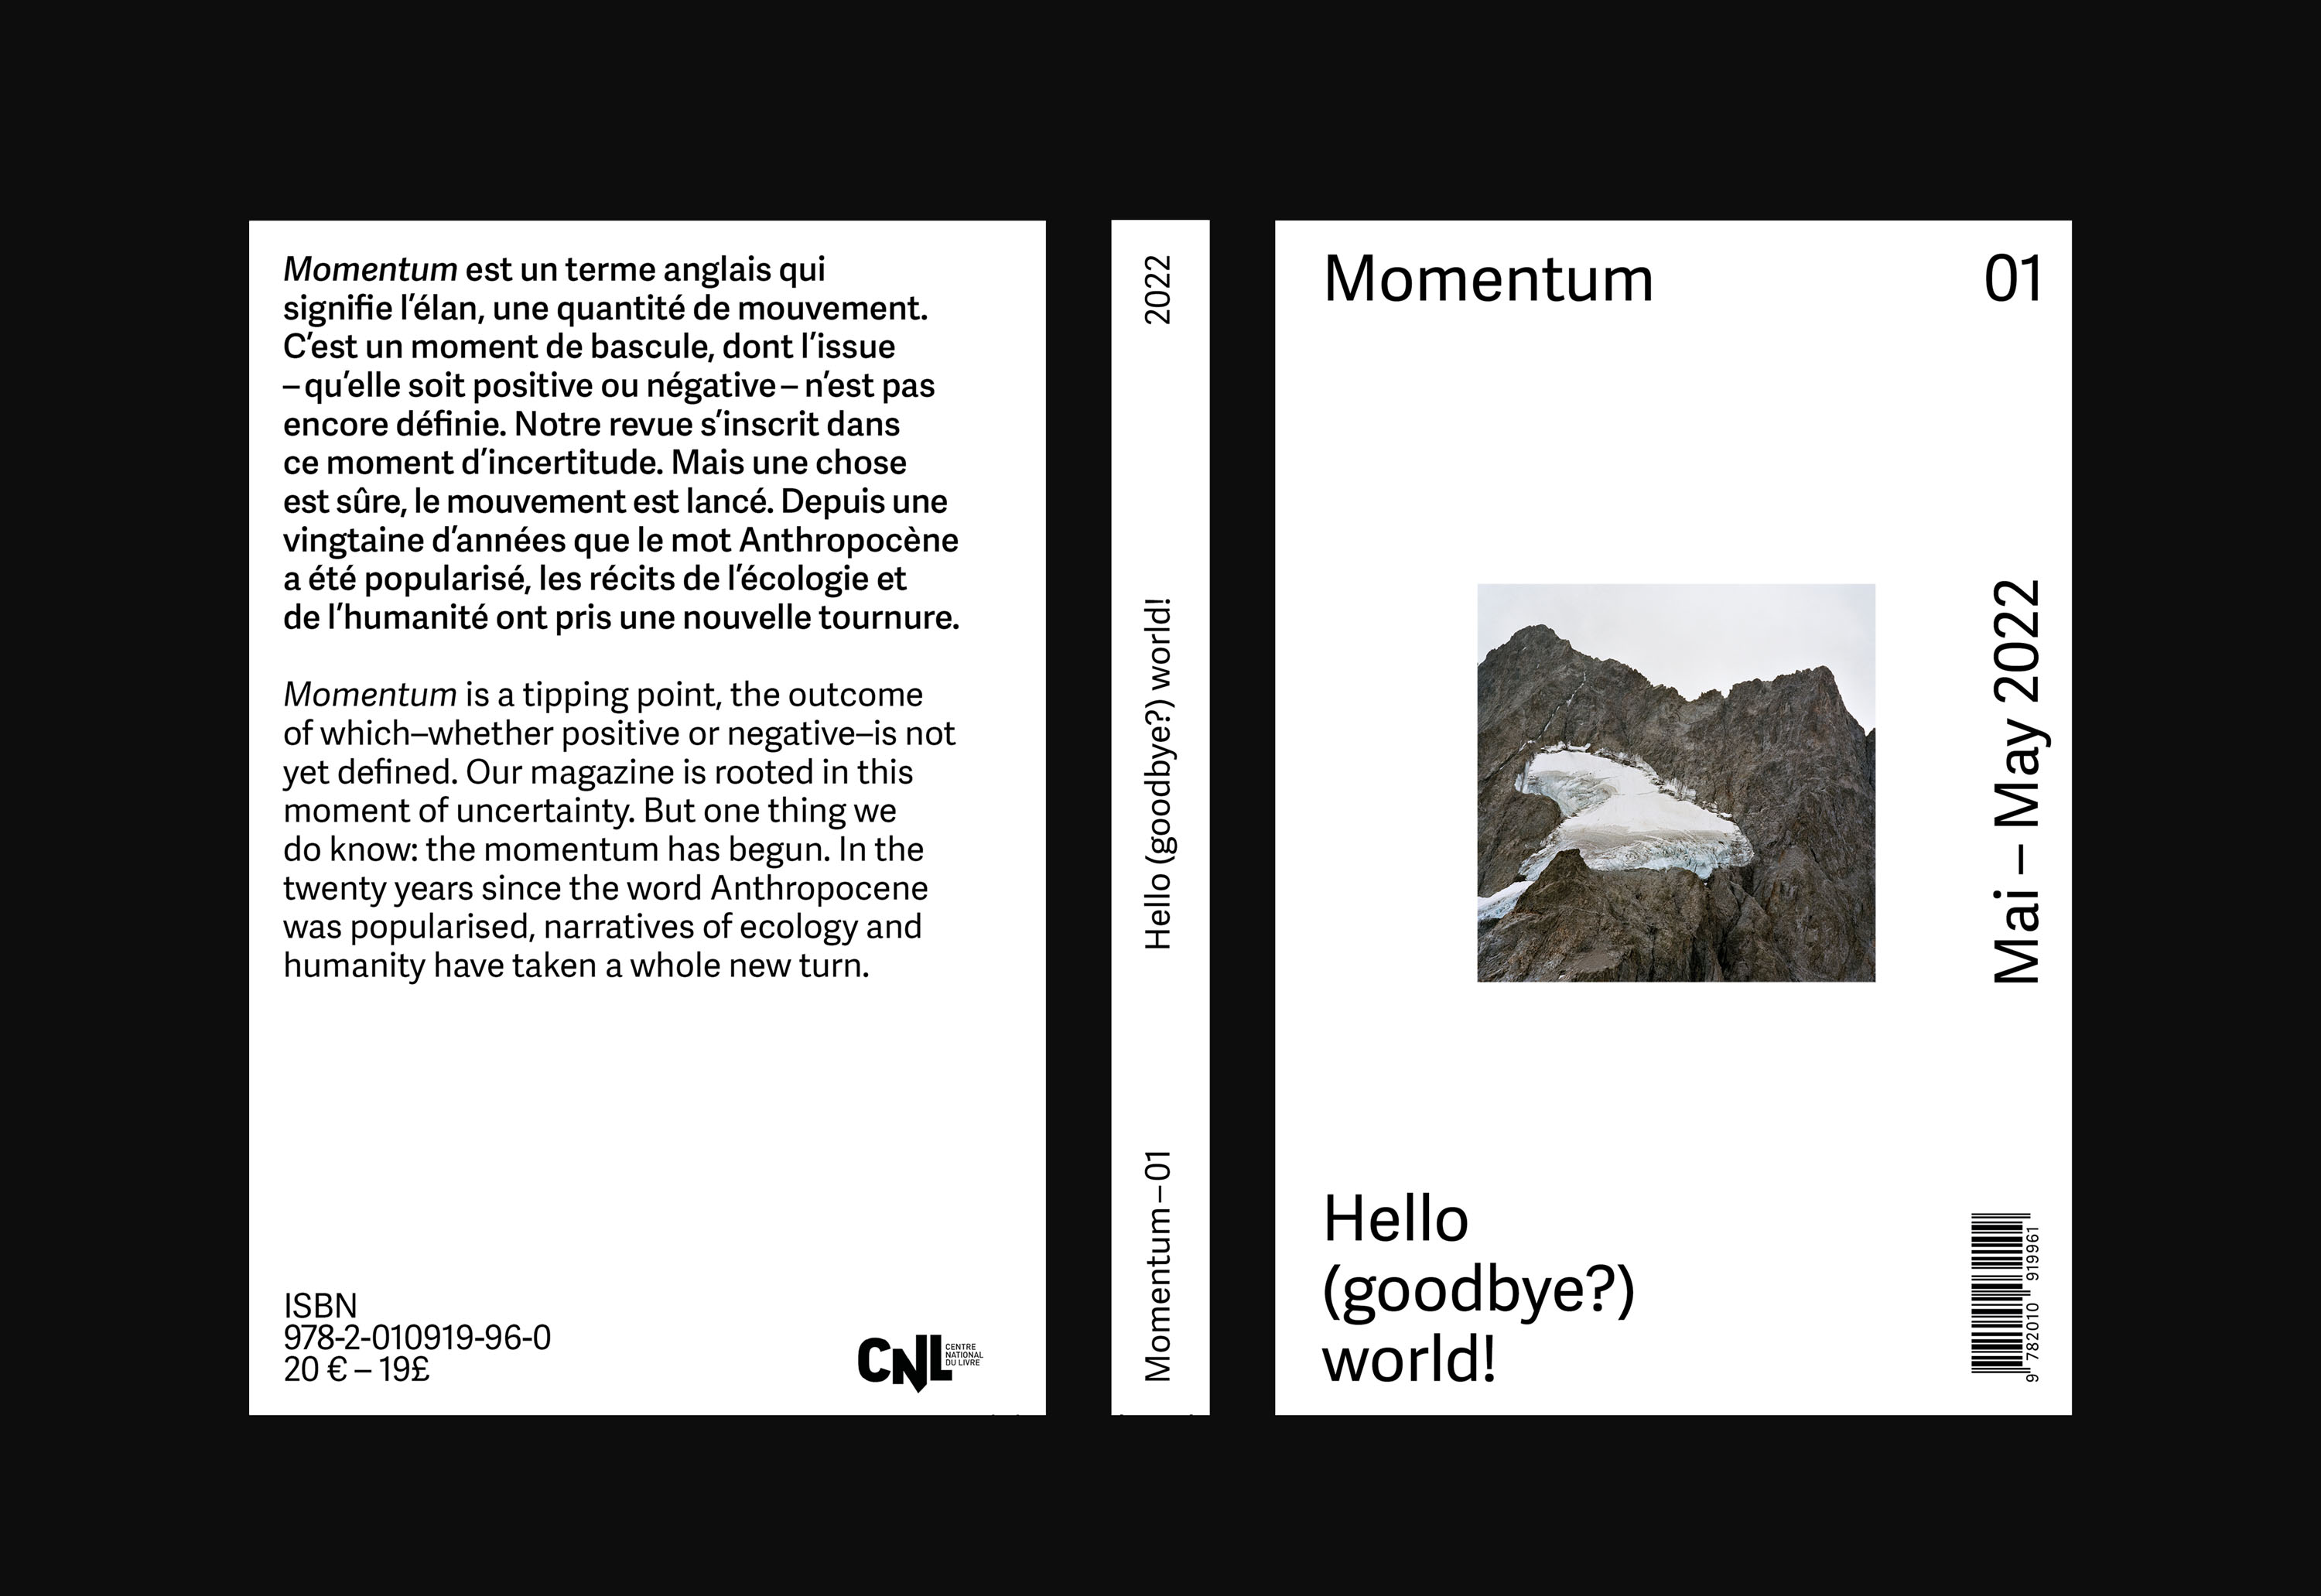 Momentum est un terme anglais qui
signifie l’élan, une quantité de mouvement.
C’est un moment de bascule, dont l’issue
– qu’elle soit positive ou négative – n’est pas
encore définie. Notre revue s’inscrit dans
ce moment d’incertitude. Mais une chose
est sûre, le mouvement est lancé. Depuis une
vingtaine d’années que le mot Anthropocène
a été popularisé, les récits de l’écologie et
de l’humanité ont pris une nouvelle tournure.
Momentum is a tipping point, the outcome
of which–whether positive or negative–is not
yet defined. Our magazine is rooted in this
moment of uncertainty. But one thing we
do know: the momentum has begun. In the
twenty years since the word Anthropocene
was popularised, narratives of ecology and
humanity have taken a whole new turn.
ISBN
978-2-010919-96-0
20 € – 19£
CNL
CENTRE
NATIONAL
DU LIVRE
Momentum – 01
Hello (goodbye?) world!
2022
Momentum
01
Mai – May 2022
Hello
(goodbye?)
world!
9 782010 919961